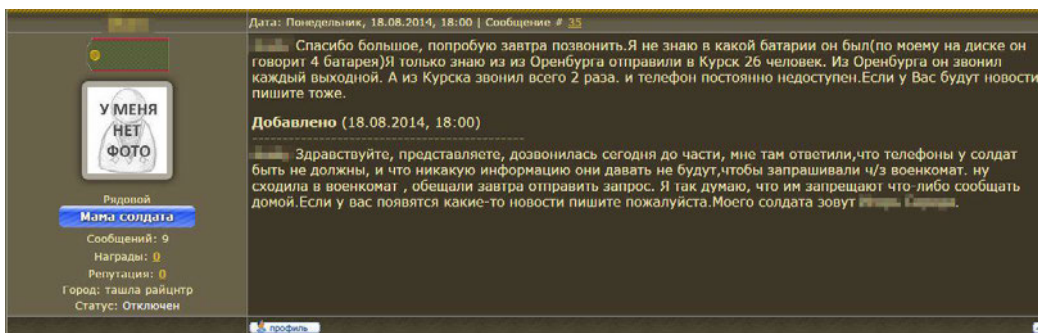 Дата: Понедельник, 18.08.2014, 18:00 | Сообщение # 35
Спасибо большое, попробую завтра позвонить.Я не знаю в какой батарии он был(по моему на диске он
говорит 4 батарея)Я только знаю из из Оренбурга отправили в Курск 26 человек. Из Оренбурга он звонил
каждый выходной. А из Курска звонил всего 2 раза. и телефон постоянно недоступен.Если у Вас будут новости
пишите тоже.
Добавлено (18.08.2014, 18:00)
---------------------------------------------
Здравствуйте, представляете, дозвонилась сегодня до части, мне там ответили,что телефоны у солдат
быть не должны, и что никакую информацию они давать не будут,чтобы запрашивали ч/з военкомат. ну
сходила в военкомат , обещали завтра отправить запрос. Я так думаю, что им запрещают что-либо сообщать
домой.Если у вас появятся какие-то новости пишите пожалуйста.Моего солдата зовут
У МЕНЯ
НЕТ
ФОТО
Рядовой
Мама солдата
Сообщений: 9
Награды: 0
Репутация: 0
Город: ташла райцнтр
Статус: Отключен
профиль